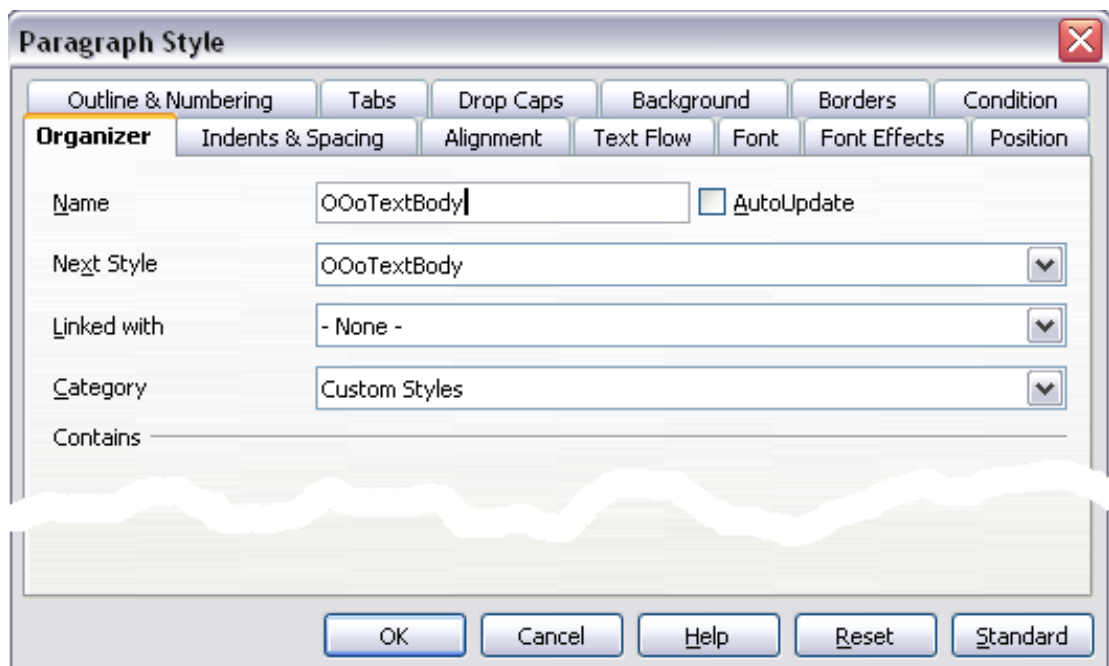 Paragraph Style
Outline & Numbering Tabs Drop Caps Background Borders Condition
Organizer Indents & Spacing Alignment Text Flow Font Font Effects Position
Name OOoTextBody AutoUpdate
Next Style OOoTextBody
Linked with - None -
Category Custom Styles
Contains
OK Cancel Help Reset Standard